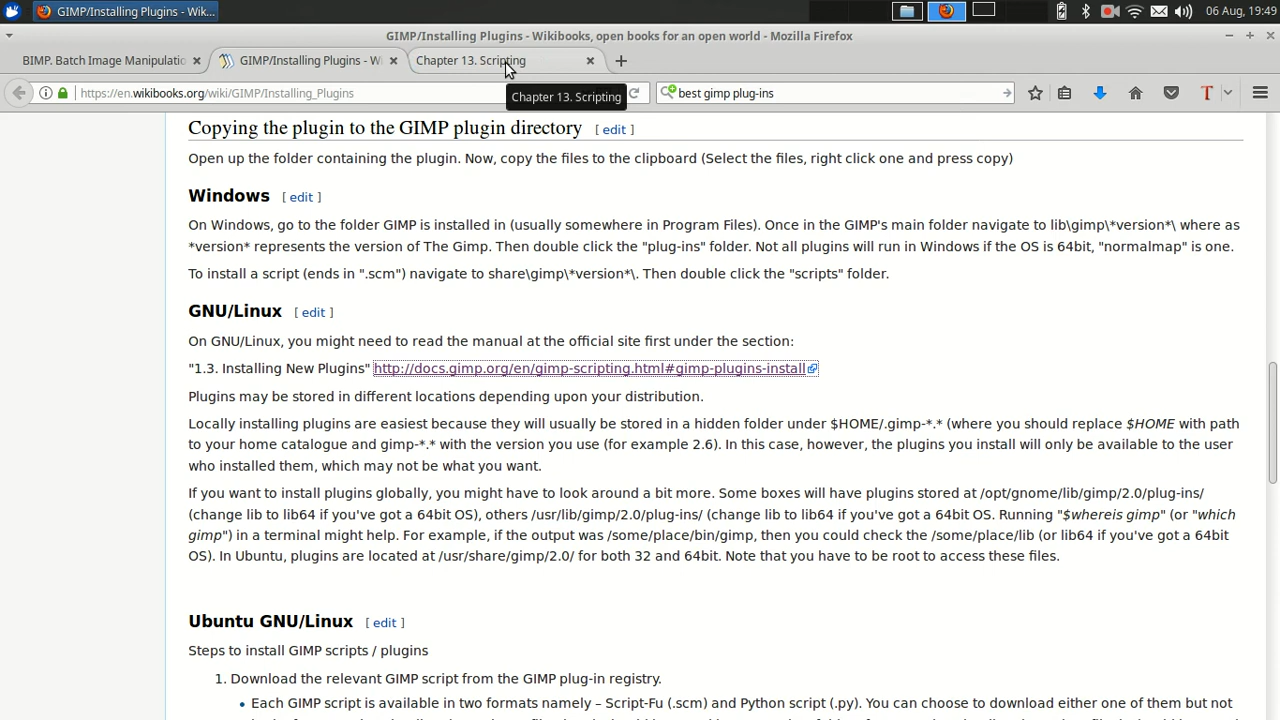 GIMP/Installing Plugins - Wik...
06 Aug, 19:49
GIMP/Installing Plugins - Wikibooks, open books for an open world - Mozilla Firefox
BIMP. Batch Image Manipulatio
GIMP/Installing Plugins - W
Chapter 13. Scripting
https://en.wikibooks.org/wiki/GIMP/Installing_Plugins
best gimp plug-ins
Chapter 13. Scripting
Copying the plugin to the GIMP plugin directory [ edit ]
Open up the folder containing the plugin. Now, copy the files to the clipboard (Select the files, right click one and press copy)
Windows [ edit ]
On Windows, go to the folder GIMP is installed in (usually somewhere in Program Files). Once in the GIMP's main folder navigate to lib\gimp\*version*\ where as
*version* represents the version of The Gimp. Then double click the "plug-ins" folder. Not all plugins will run in Windows if the OS is 64bit, "normalmap" is one.
To install a script (ends in ".scm") navigate to share\gimp\*version*\. Then double click the "scripts" folder.
GNU/Linux [ edit ]
On GNU/Linux, you might need to read the manual at the official site first under the section:
"1.3. Installing New Plugins" http://docs.gimp.org/en/gimp-scripting.html#gimp-plugins-install
Plugins may be stored in different locations depending upon your distribution.
Locally installing plugins are easiest because they will usually be stored in a hidden folder under $HOME/.gimp-*.* (where you should replace $HOME with path
to your home catalogue and gimp-*.* with the version you use (for example 2.6). In this case, however, the plugins you install will only be available to the user
who installed them, which may not be what you want.
If you want to install plugins globally, you might have to look around a bit more. Some boxes will have plugins stored at /opt/gnome/lib/gimp/2.0/plug-ins/
(change lib to lib64 if you've got a 64bit OS), others /usr/lib/gimp/2.0/plug-ins/ (change lib to lib64 if you've got a 64bit OS. Running "$whereis gimp" (or "which
gimp") in a terminal might help. For example, if the output was /some/place/bin/gimp, then you could check the /some/place/lib (or lib64 if you've got a 64bit
OS). In Ubuntu, plugins are located at /usr/share/gimp/2.0/ for both 32 and 64bit. Note that you have to be root to access these files.
Ubuntu GNU/Linux [ edit ]
Steps to install GIMP scripts / plugins
1. Download the relevant GIMP script from the GIMP plug-in registry.
• Each GIMP script is available in two formats namely – Script-Fu (.scm) and Python script (.py). You can choose to download either one of them but not